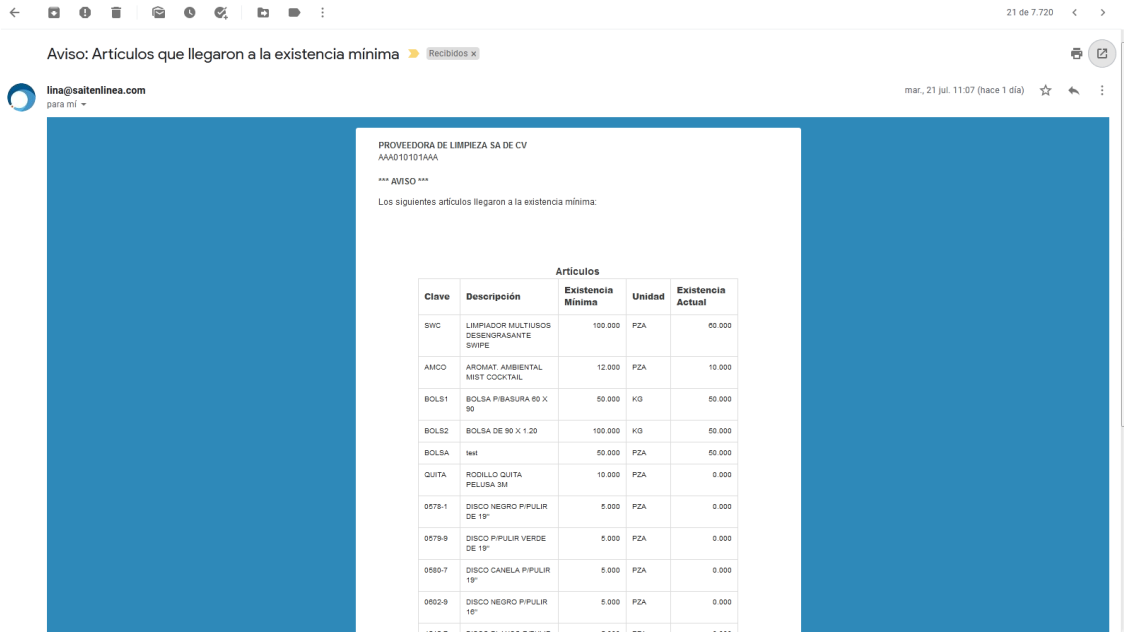 21 de 7.720
Aviso: Artículos que llegaron a la existencia mínima
Recibidos ×
lina@saitenlinea.com
mar., 21 jul. 11:07 (hace 1 día)
para mí
PROVEEDORA DE LIMPIEZA SA DE CV
AAA010101AAA
*** AVISO ***
Los siguientes artículos llegaron a la existencia mínima:
Artículos
Clave Descripción Existencia Mínima Unidad Existencia Actual
SWC LIMPIADOR MULTIUSOS 100.000 PZA 60.000
DESENGRASANTE
SWIPE
AMCO AROMAT. AMBIENTAL 12.000 PZA 10.000
MIST COCKTAIL
BOLS1 BOLSA P/BASURA 60 X 50.000 KG 50.000
90
BOLS2 BOLSA DE 90 X 1.20 100.000 KG 50.000
BOLSA test 50.000 PZA 50.000
QUITA RODILLO QUITA 10.000 PZA 0.000
PELUSA 3M
0578-1 DISCO NEGRO P/PULIR 5.000 PZA 0.000
DE 19"
0579-9 DISCO P/PULIR VERDE 5.000 PZA 0.000
DE 19"
0580-7 DISCO CANELA P/PULIR 5.000 PZA 0.000
19"
0602-9 DISCO NEGRO P/PULIR 5.000 PZA 0.000
16"